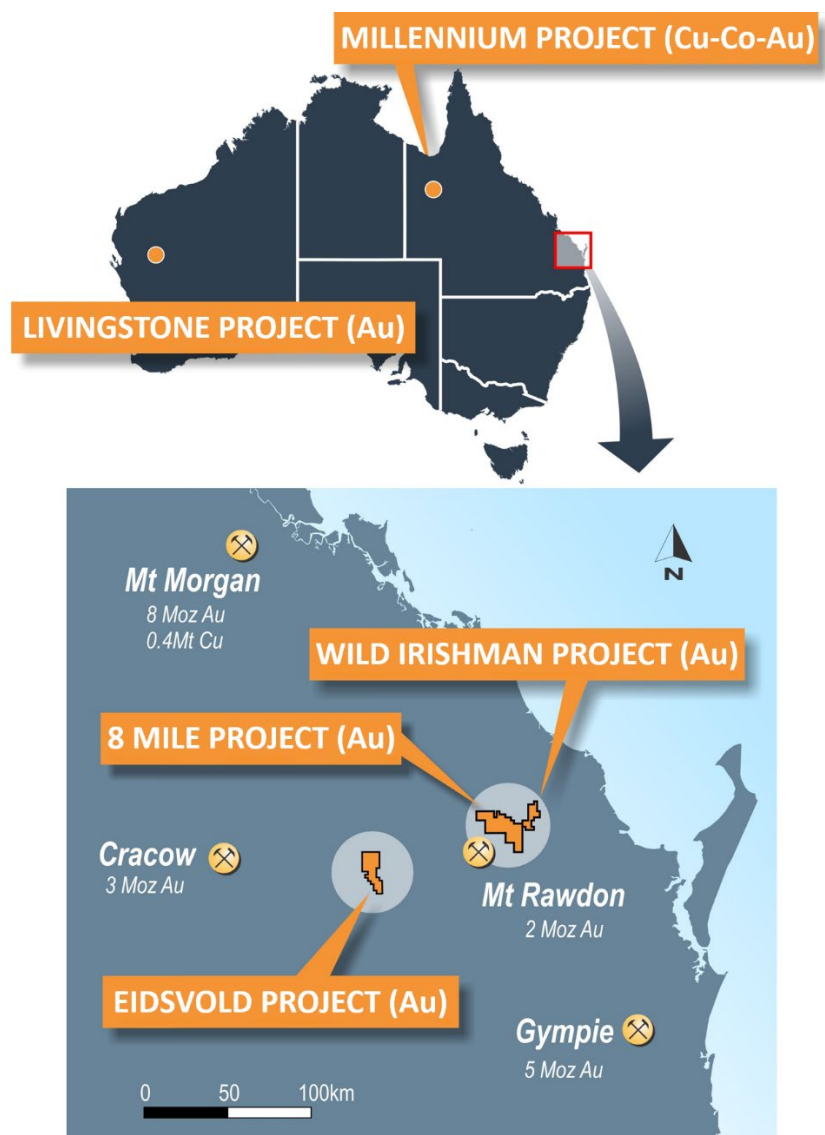 MILLENNIUM PROJECT (Cu-Co-Au)
LIVINGSTONE PROJECT (Au)
Mt Morgan
8 Moz Au
0.4Mt Cu
N
WILD IRISHMAN PROJECT (Au)
8 MILE PROJECT (Au)
Cracow
3 Moz Au
Mt Rawdon
2 Moz Au
EIDSVOLD PROJECT (Au)
Gympie
5 Moz Au
0 50 100km